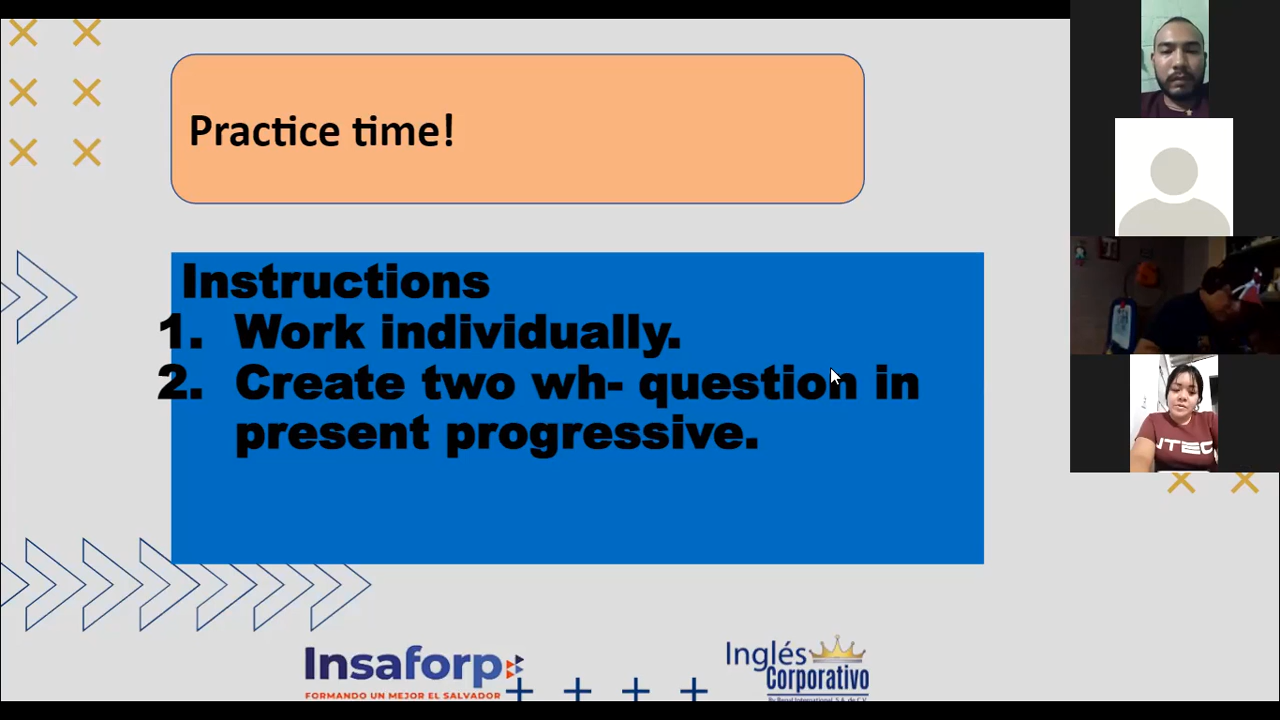 Practice time!
Instructions
1. Work individually.
2. Create two wh- question in
present progressive.
Insaforp
FORMANDO UN MEJOR EL SALVADOR
Inglés
Corporativo
UTEC